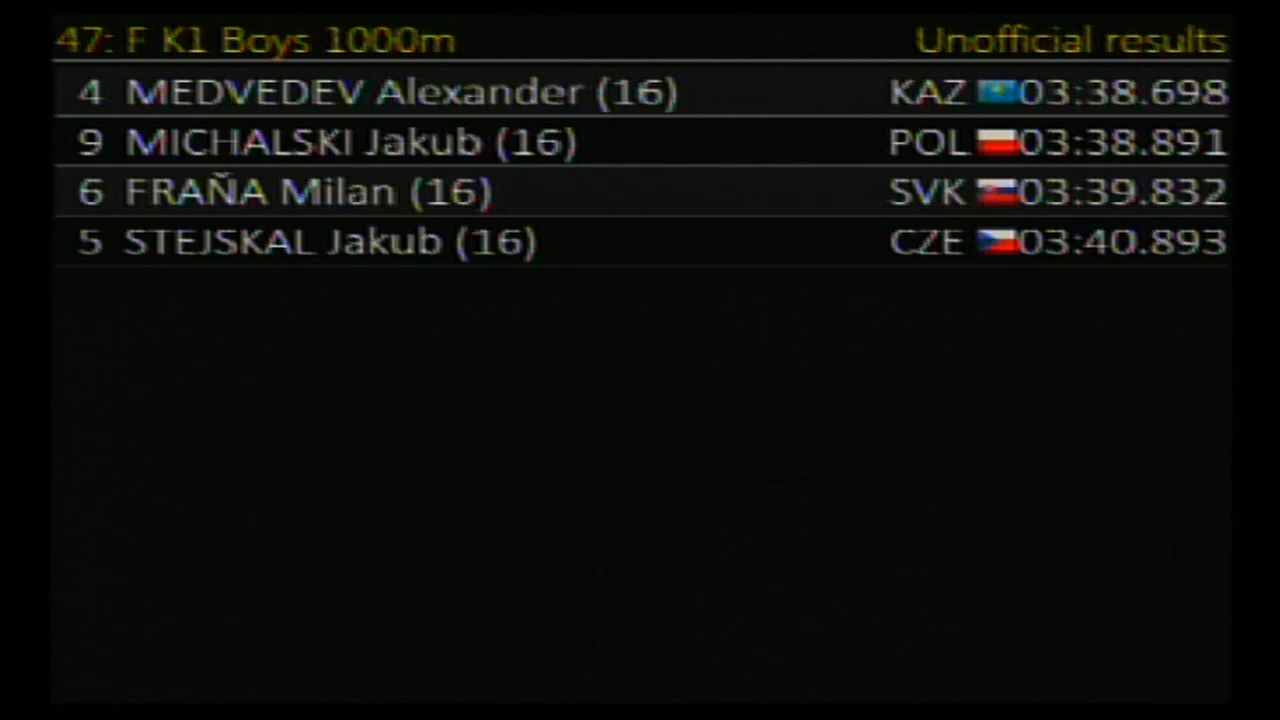 47: F K1 Boys 1000m Unofficial results
4 MEDVEDEV Alexander (16) KAZ 03:38.698
9 MICHALSKI Jakub (16) POL 03:38.891
6 FRAŇA Milan (16) SVK 03:39.832
5 STEJSKAL Jakub (16) CZE 03:40.893